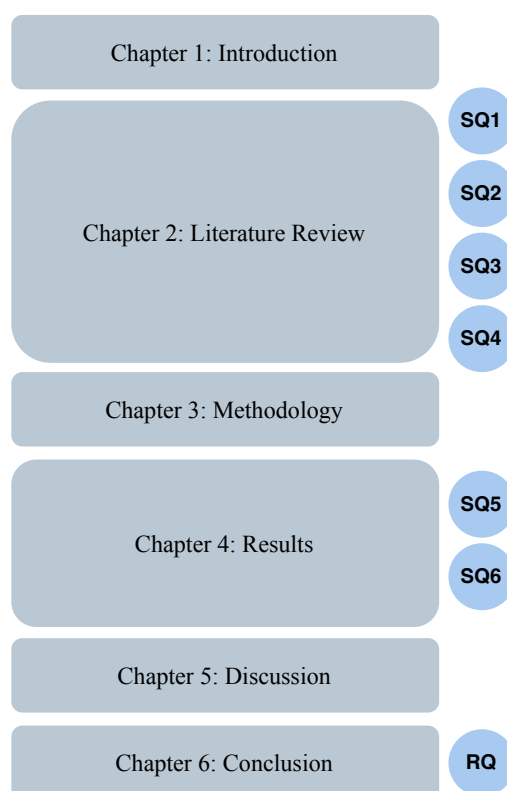 Chapter 1: Introduction
SQ1
SQ2
Chapter 2: Literature Review
SQ3
SQ4
Chapter 3: Methodology
SQ5
Chapter 4: Results
SQ6
Chapter 5: Discussion
Chapter 6: Conclusion
RQ